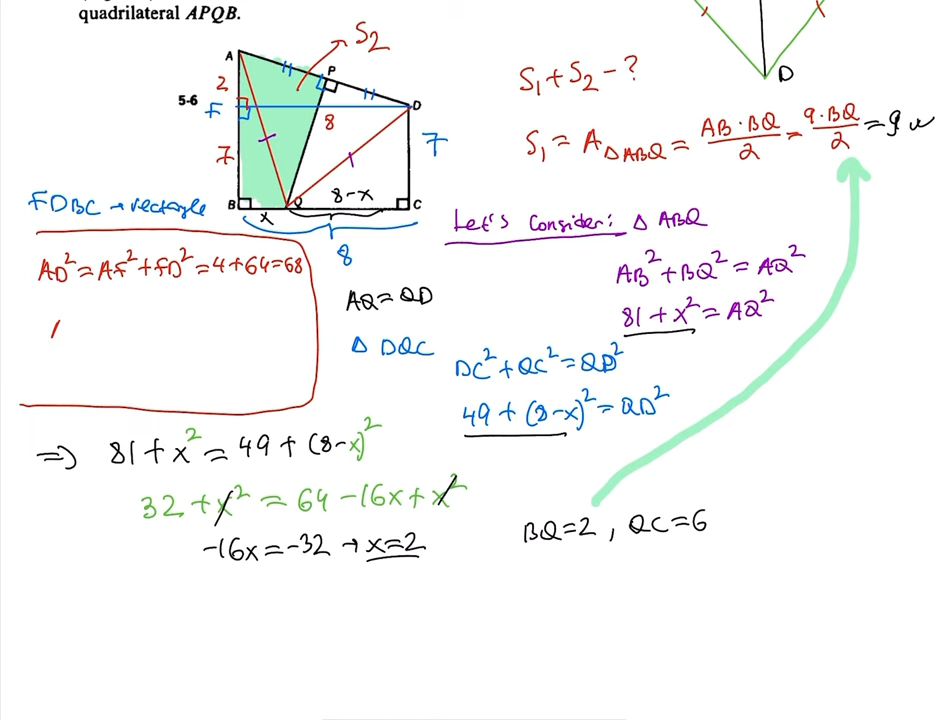 quadrilateral APQB.
S₂
A
2
P
5-6
F
D
8
7
7
B
x
Q
8-x
C
8
D
S₁+S₂ - ?
S₁ = A△ABQ = AB·BQ/2 = 9·BQ/2 = 9
FDBC → rectangle
AD² = AF² + FD² = 4+64 = 68
Let's Consider: △ ABQ
AB² + BQ² = AQ²
81 + x² = AQ²
AQ = QD
△ DQC
DC² + QC² = QD²
49 + (8-x)² = QD²
⇒ 81 + x² = 49 + (8-x)²
32 + x² = 64 - 16x + x²
-16x = -32 → x=2
BQ=2, QC=6